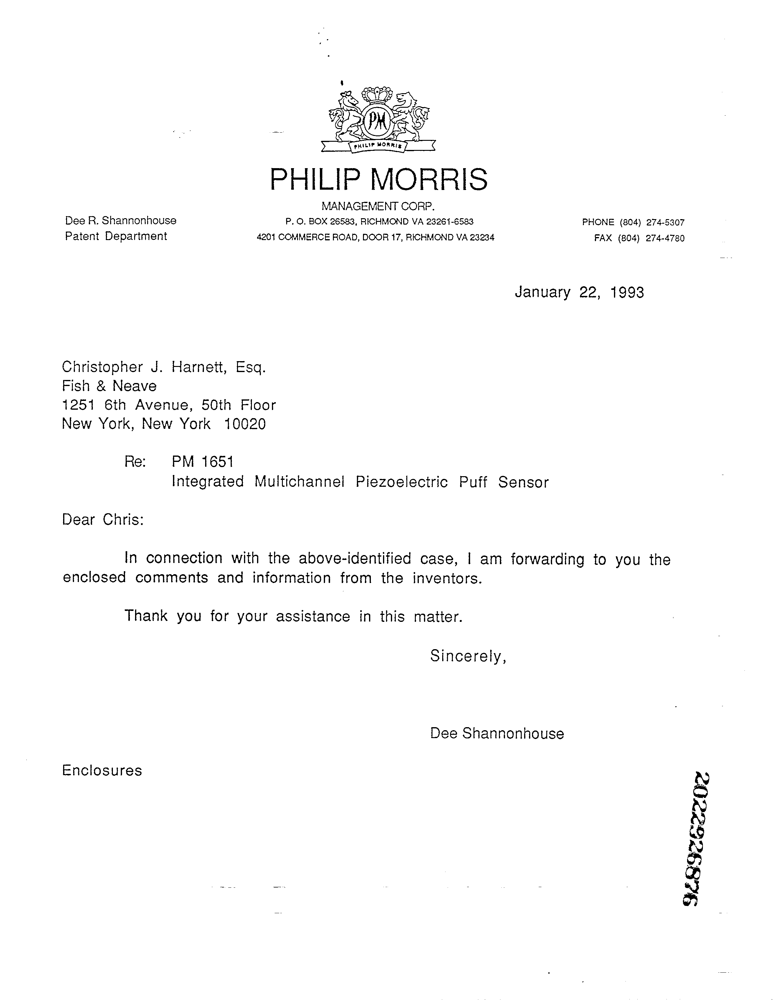 PM
PHILIP MORRIS
PHILIP MORRIS
MANAGEMENT CORP.
Dee R. Shannonhouse
P. O. BOX 26583, RICHMOND VA 23261-6583
PHONE (804) 274-5307
Patent Department
4201 COMMERCE ROAD, DOOR 17, RICHMOND VA 23234
FAX (804) 274-4780
January 22, 1993
Christopher J. Harnett, Esq.
Fish & Neave
1251 6th Avenue, 50th Floor
New York, New York 10020
Re: PM 1651
Integrated Multichannel Piezoelectric Puff Sensor
Dear Chris:
In connection with the above-identified case, I am forwarding to you the
enclosed comments and information from the inventors.
Thank you for your assistance in this matter.
Sincerely,
Dee Shannonhouse
Enclosures
2022926876